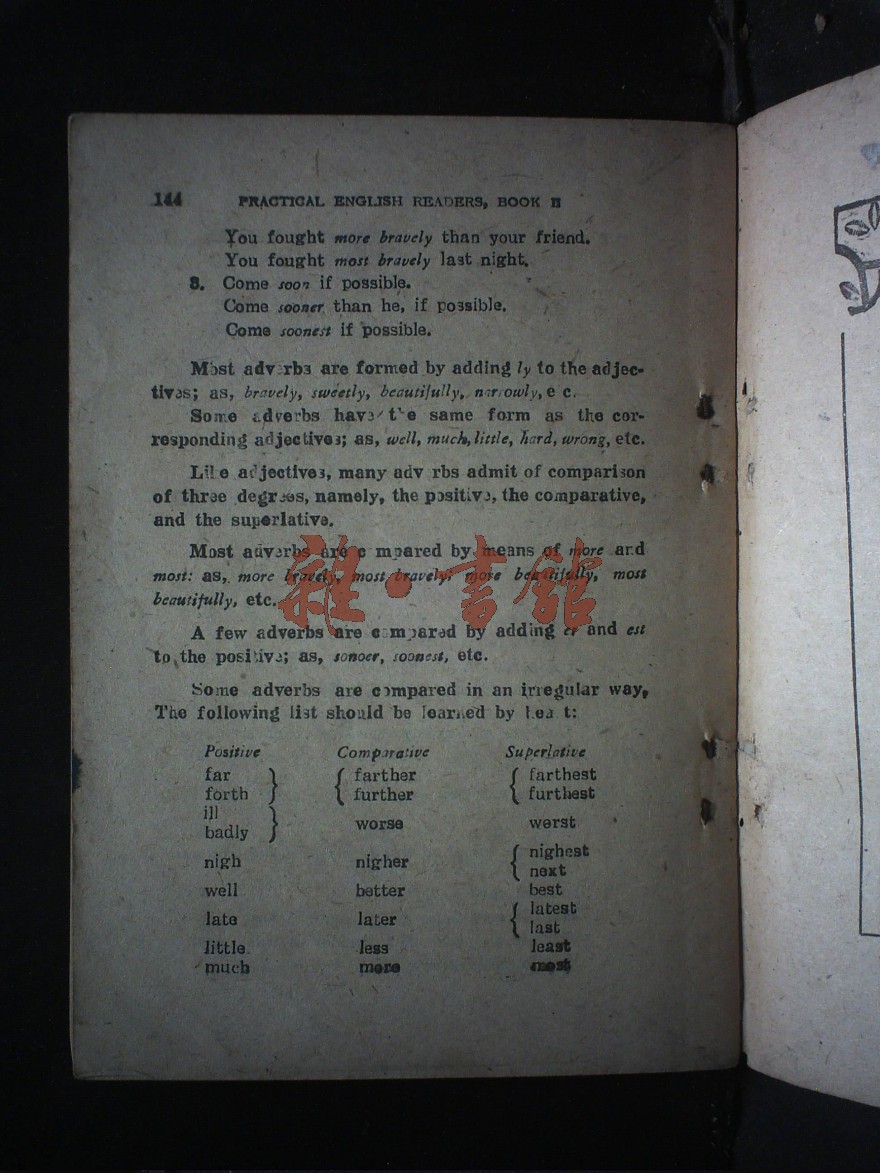 144 PRACTICAL ENGLISH READERS, BOOK II
You fought more bravely than your friend.
You fought most bravely last night.
8. Come soon if possible.
Come sooner than he, if possible.
Come soonest if possible.
Most adverbs are formed by adding ly to the adjec-
tives; as, bravely, sweetly, beautifully, narrowly, e c.
Some adverbs have the same form as the cor-
responding adjectives; as, well, much, little, hard, wrong, etc.
Like adjectives, many adv rbs admit of comparison
of three degrees, namely, the positive, the comparative,
and the superlative.
Most adverbs are c mpared by means of more and
most: as, more bravely, most bravely, more beautifully, most
beautifully, etc.
雜·書館
A few adverbs are compared by adding er and est
to the positive; as, sonoer, soonest, etc.
Some adverbs are compared in an irregular way,
The following list should be learned by hea t:
Positive Comparative Superlative
far } { farther { farthest
forth } { further { furthest
ill }
badly } worse worst
nigh nigher { nighest
{ next
well better best
late later { latest
{ last
little less least
much more most